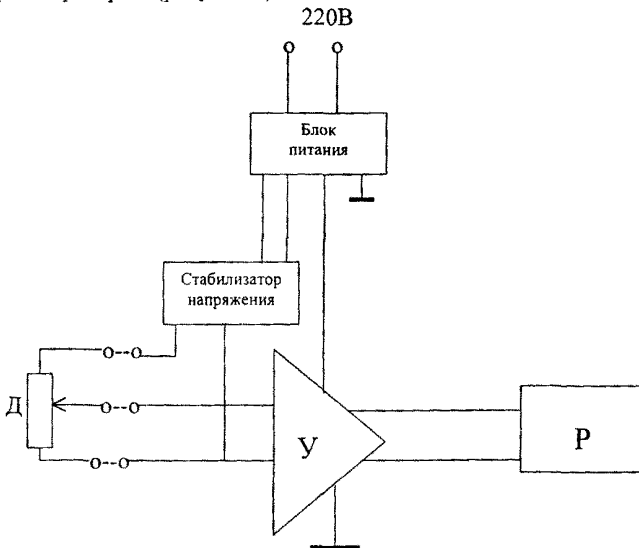 220В
Блок
питания
Стабилизатор
напряжения
Д
У
Р